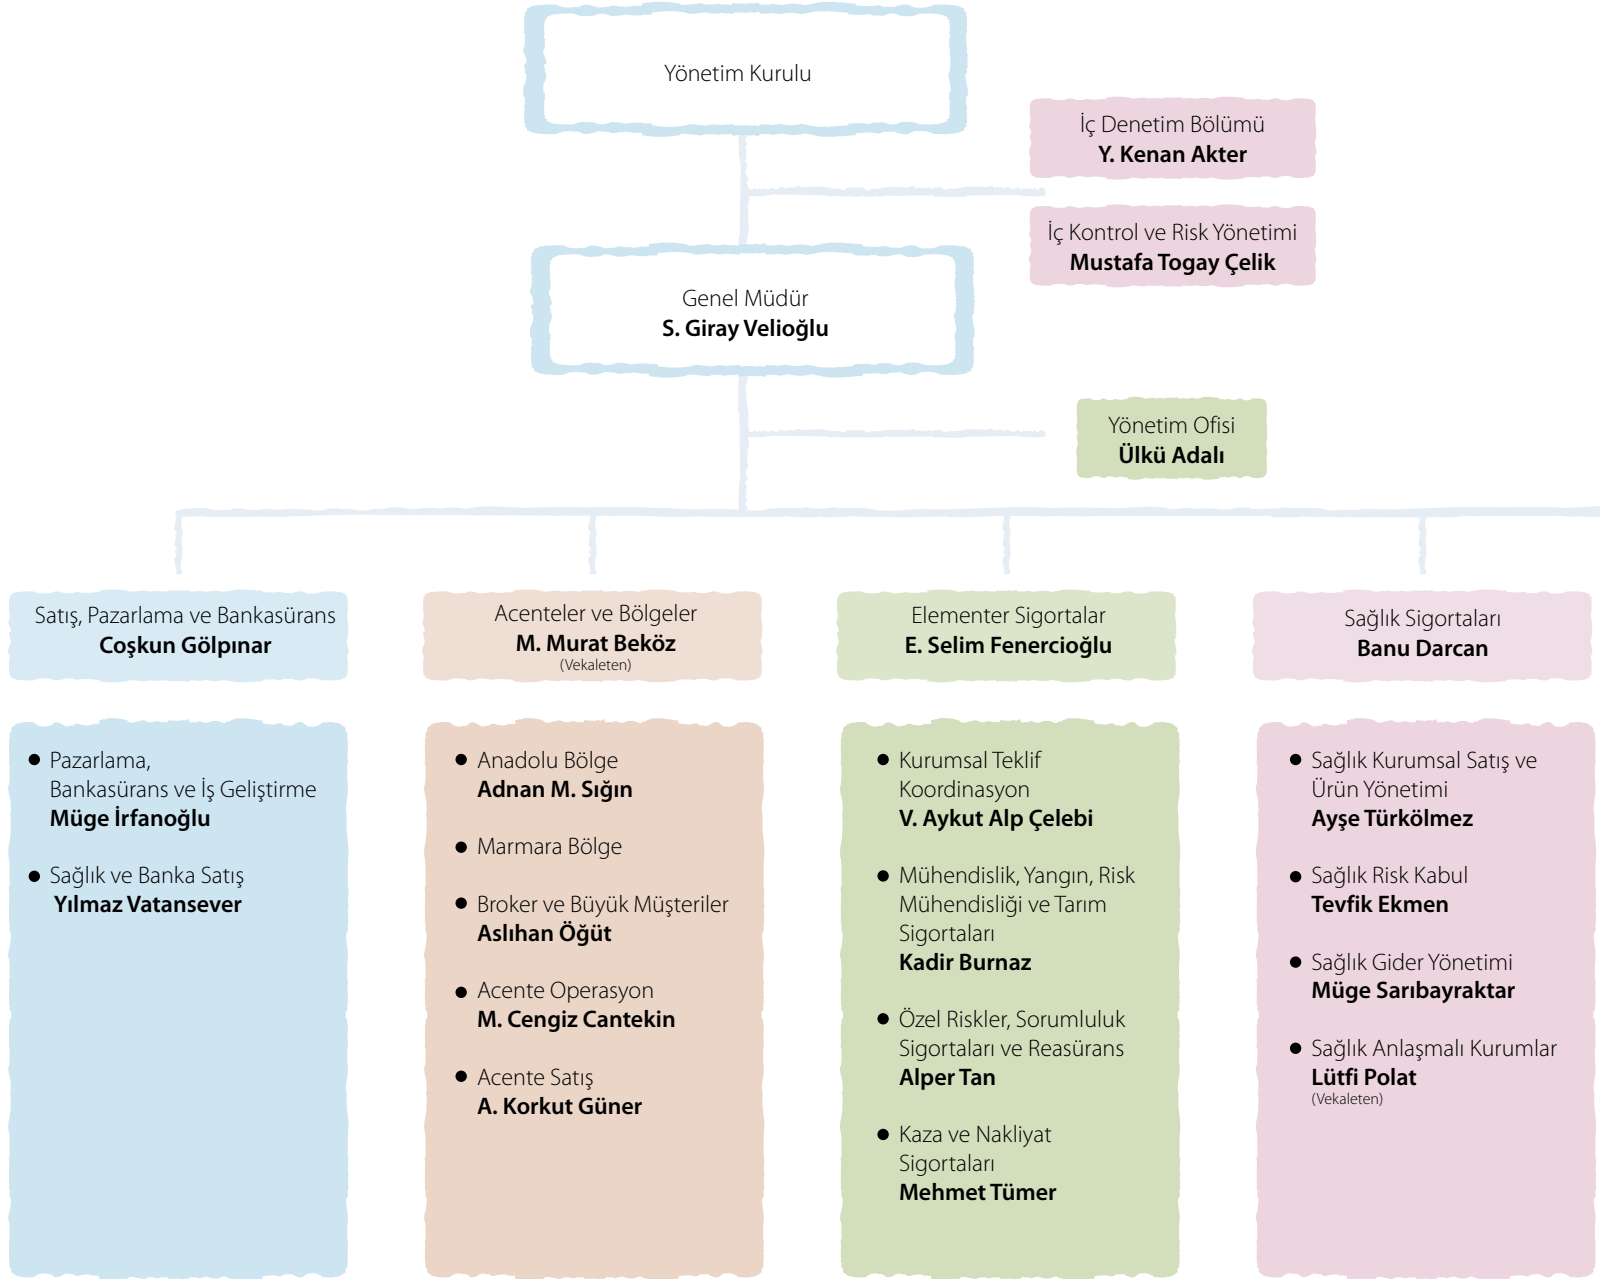 Yönetim Kurulu
İç Denetim Bölümü
Y. Kenan Akter
İç Kontrol ve Risk Yönetimi
Mustafa Togay Çelik
Genel Müdür
S. Giray Velioğlu
Yönetim Ofisi
Ülkü Adalı
Satış, Pazarlama ve Bankasürans
Coşkun Gölpınar
● Pazarlama,
Bankasürans ve İş Geliştirme
Müge İrfanoğlu
● Sağlık ve Banka Satış
Yılmaz Vatansever
Acenteler ve Bölgeler
M. Murat Beköz
(Vekaleten)
● Anadolu Bölge
Adnan M. Sığın
● Marmara Bölge
● Broker ve Büyük Müşteriler
Aslıhan Öğüt
● Acente Operasyon
M. Cengiz Cantekin
● Acente Satış
A. Korkut Güner
Elementer Sigortalar
E. Selim Fenercioğlu
● Kurumsal Teklif
Koordinasyon
V. Aykut Alp Çelebi
● Mühendislik, Yangın, Risk
Mühendisliği ve Tarım
Sigortaları
Kadir Burnaz
● Özel Riskler, Sorumluluk
Sigortaları ve Reasürans
Alper Tan
● Kaza ve Nakliyat
Sigortaları
Mehmet Tümer
Sağlık Sigortaları
Banu Darcan
● Sağlık Kurumsal Satış ve
Ürün Yönetimi
Ayşe Türkölmez
● Sağlık Risk Kabul
Tevfik Ekmen
● Sağlık Gider Yönetimi
Müge Sarıbayraktar
● Sağlık Anlaşmalı Kurumlar
Lütfi Polat
(Vekaleten)